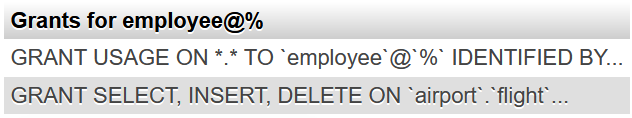 Grants for employee@%
GRANT USAGE ON *.* TO `employee`@`%` IDENTIFIED BY...
GRANT SELECT, INSERT, DELETE ON `airport`.`flight`...